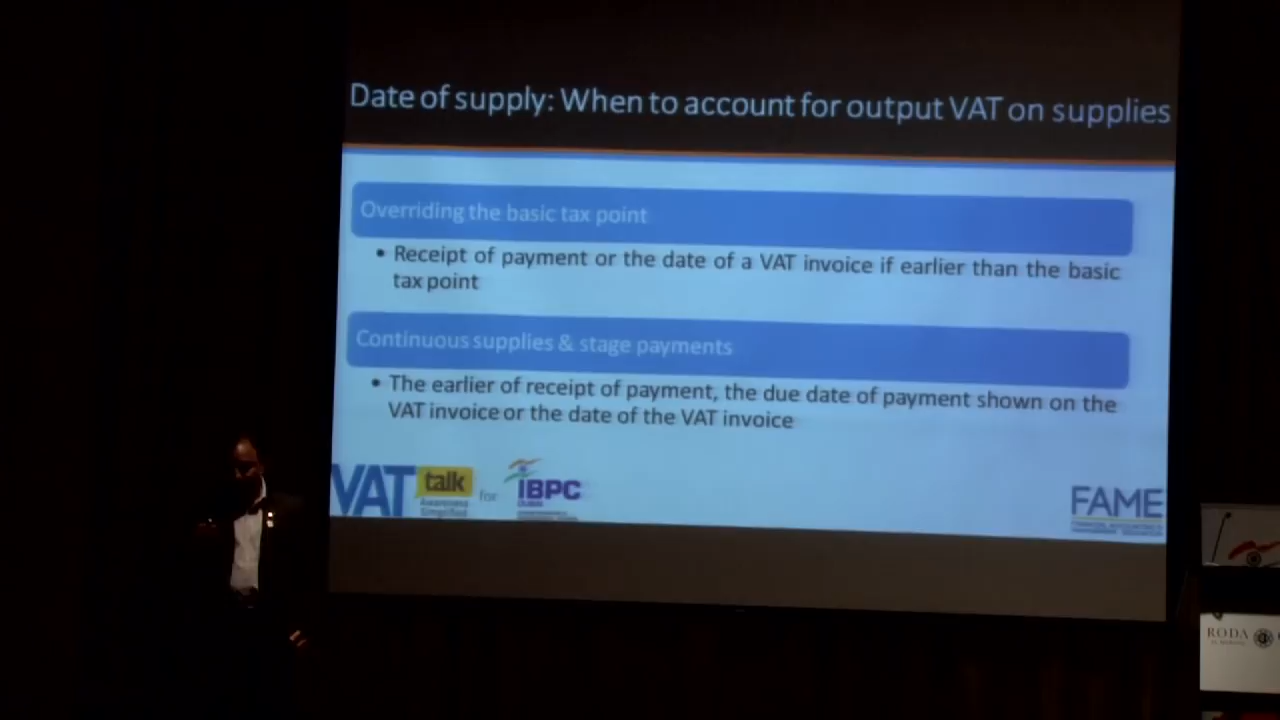 Date of supply: When to account for output VAT on supplies
Overriding the basic tax point
• Receipt of payment or the date of a VAT invoice if earlier than the basic
tax point
Continuous supplies & stage payments
• The earlier of receipt of payment, the due date of payment shown on the
VAT invoice or the date of the VAT invoice
VAT talk
Awareness
Simplified
for
IBPC
DUBAI
FAME
RODA